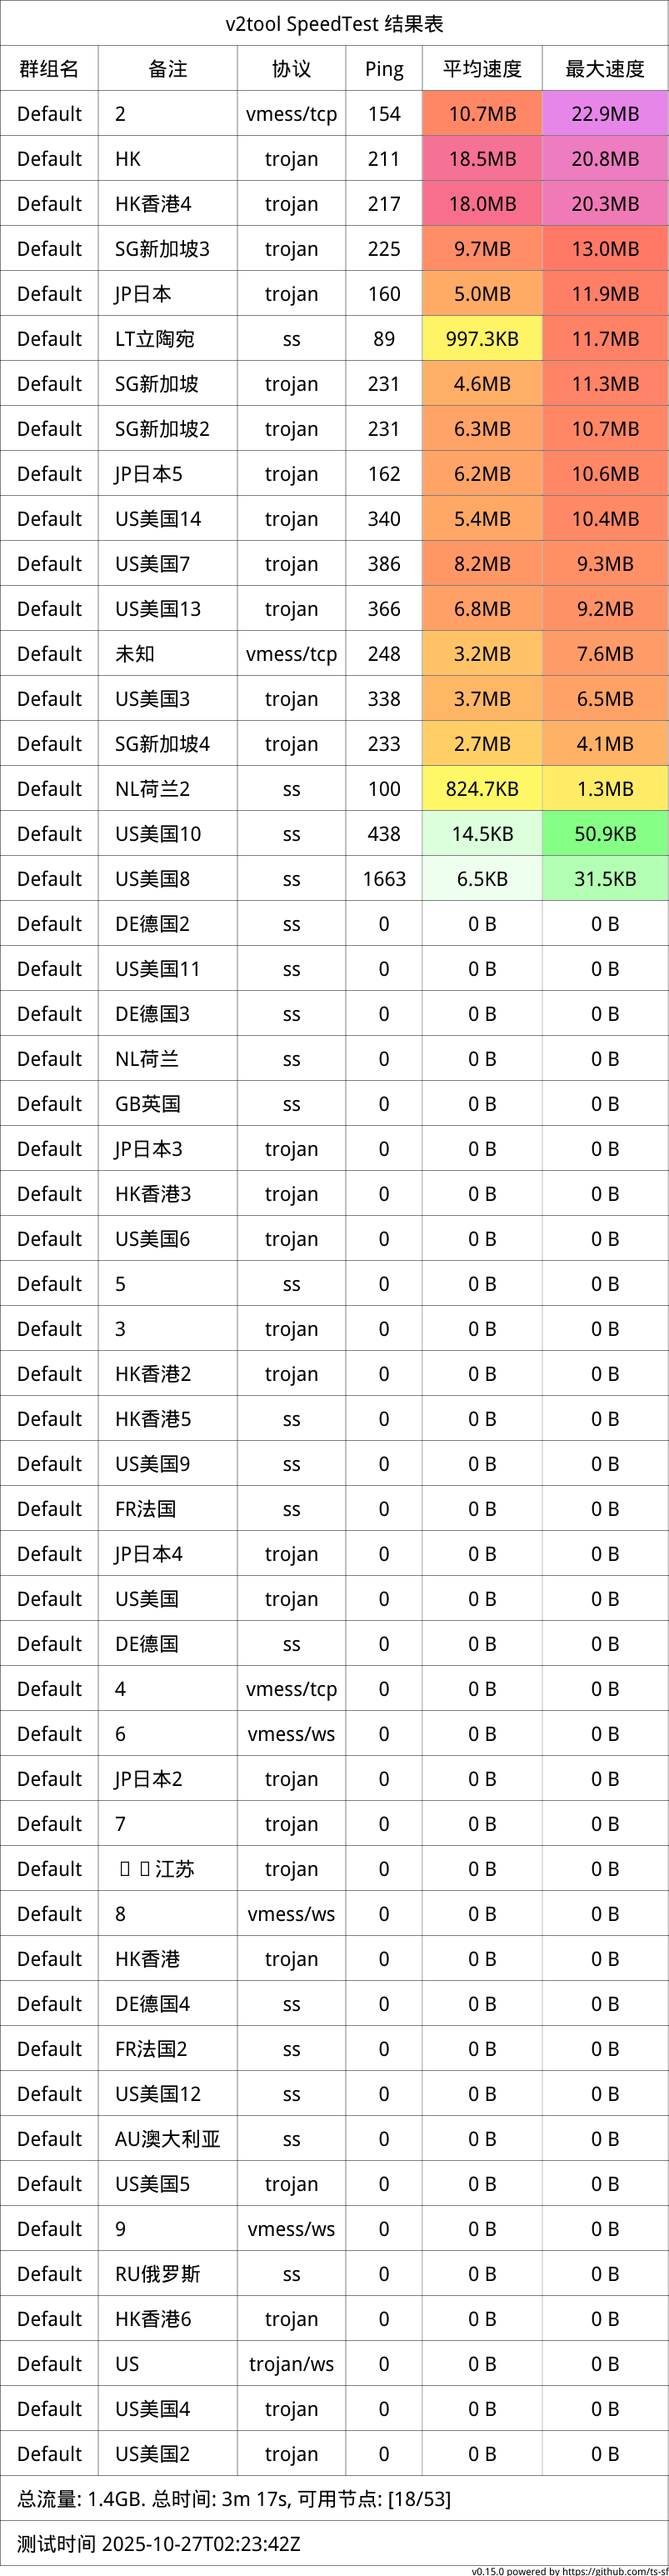 v2tool SpeedTest 结果表
群组名 备注 协议 Ping 平均速度 最大速度
Default 2 vmess/tcp 154 10.7MB 22.9MB
Default HK trojan 211 18.5MB 20.8MB
Default HK香港4 trojan 217 18.0MB 20.3MB
Default SG新加坡3 trojan 225 9.7MB 13.0MB
Default JP日本 trojan 160 5.0MB 11.9MB
Default LT立陶宛 ss 89 997.3KB 11.7MB
Default SG新加坡 trojan 231 4.6MB 11.3MB
Default SG新加坡2 trojan 231 6.3MB 10.7MB
Default JP日本5 trojan 162 6.2MB 10.6MB
Default US美国14 trojan 340 5.4MB 10.4MB
Default US美国7 trojan 386 8.2MB 9.3MB
Default US美国13 trojan 366 6.8MB 9.2MB
Default 未知 vmess/tcp 248 3.2MB 7.6MB
Default US美国3 trojan 338 3.7MB 6.5MB
Default SG新加坡4 trojan 233 2.7MB 4.1MB
Default NL荷兰2 ss 100 824.7KB 1.3MB
Default US美国10 ss 438 14.5KB 50.9KB
Default US美国8 ss 1663 6.5KB 31.5KB
Default DE德国2 ss 0 0 B 0 B
Default US美国11 ss 0 0 B 0 B
Default DE德国3 ss 0 0 B 0 B
Default NL荷兰 ss 0 0 B 0 B
Default GB英国 ss 0 0 B 0 B
Default JP日本3 trojan 0 0 B 0 B
Default HK香港3 trojan 0 0 B 0 B
Default US美国6 trojan 0 0 B 0 B
Default 5 ss 0 0 B 0 B
Default 3 trojan 0 0 B 0 B
Default HK香港2 trojan 0 0 B 0 B
Default HK香港5 ss 0 0 B 0 B
Default US美国9 ss 0 0 B 0 B
Default FR法国 ss 0 0 B 0 B
Default JP日本4 trojan 0 0 B 0 B
Default US美国 trojan 0 0 B 0 B
Default DE德国 ss 0 0 B 0 B
Default 4 vmess/tcp 0 0 B 0 B
Default 6 vmess/ws 0 0 B 0 B
Default JP日本2 trojan 0 0 B 0 B
Default 7 trojan 0 0 B 0 B
Default 江苏 trojan 0 0 B 0 B
Default 8 vmess/ws 0 0 B 0 B
Default HK香港 trojan 0 0 B 0 B
Default DE德国4 ss 0 0 B 0 B
Default FR法国2 ss 0 0 B 0 B
Default US美国12 ss 0 0 B 0 B
Default AU澳大利亚 ss 0 0 B 0 B
Default US美国5 trojan 0 0 B 0 B
Default 9 vmess/ws 0 0 B 0 B
Default RU俄罗斯 ss 0 0 B 0 B
Default HK香港6 trojan 0 0 B 0 B
Default US trojan/ws 0 0 B 0 B
Default US美国4 trojan 0 0 B 0 B
Default US美国2 trojan 0 0 B 0 B
总流量: 1.4GB. 总时间: 3m 17s, 可用节点: [18/53]
测试时间 2025-10-27T02:23:42Z
v0.15.0 powered by https://github.com/ts-sf